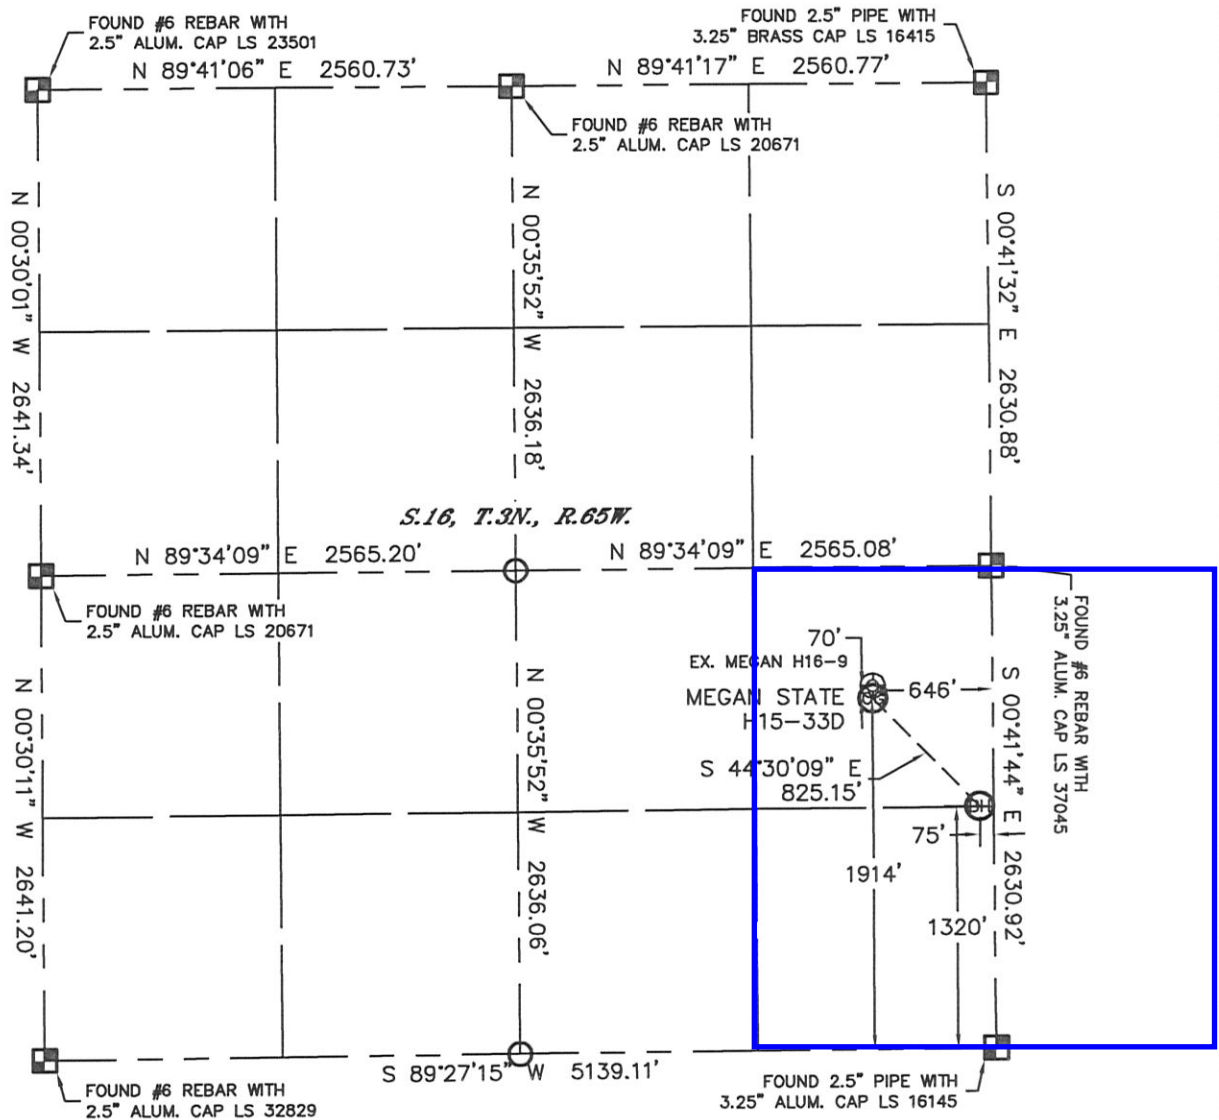 FOUND #6 REBAR WITH
2.5" ALUM. CAP LS 23501
FOUND 2.5" PIPE WITH
3.25" BRASS CAP LS 16415
N 89°41'06" E 2560.73'
N 89°41'17" E 2560.77'
FOUND #6 REBAR WITH
2.5" ALUM. CAP LS 20671
N 00°30'01" W 2641.34'
N 00°35'52" W 2636.18'
S 00°41'32" E 2630.88'
S.16, T.3N., R.65W.
N 89°34'09" E 2565.20'
N 89°34'09" E 2565.08'
FOUND #6 REBAR WITH
2.5" ALUM. CAP LS 20671
FOUND #6 REBAR WITH
3.25" ALUM. CAP LS 37045
70'
EX. MEGAN H16-9
MEGAN STATE
H15-33D
646'
S 44°30'09" E
825.15'
BH
75'
1914'
1320'
N 00°30'11" W 2641.20'
N 00°35'52" W 2636.06'
S 00°41'44" E 2630.92'
S 89°27'15" W 5139.11'
FOUND #6 REBAR WITH
2.5" ALUM. CAP LS 32829
FOUND 2.5" PIPE WITH
3.25" ALUM. CAP LS 16145